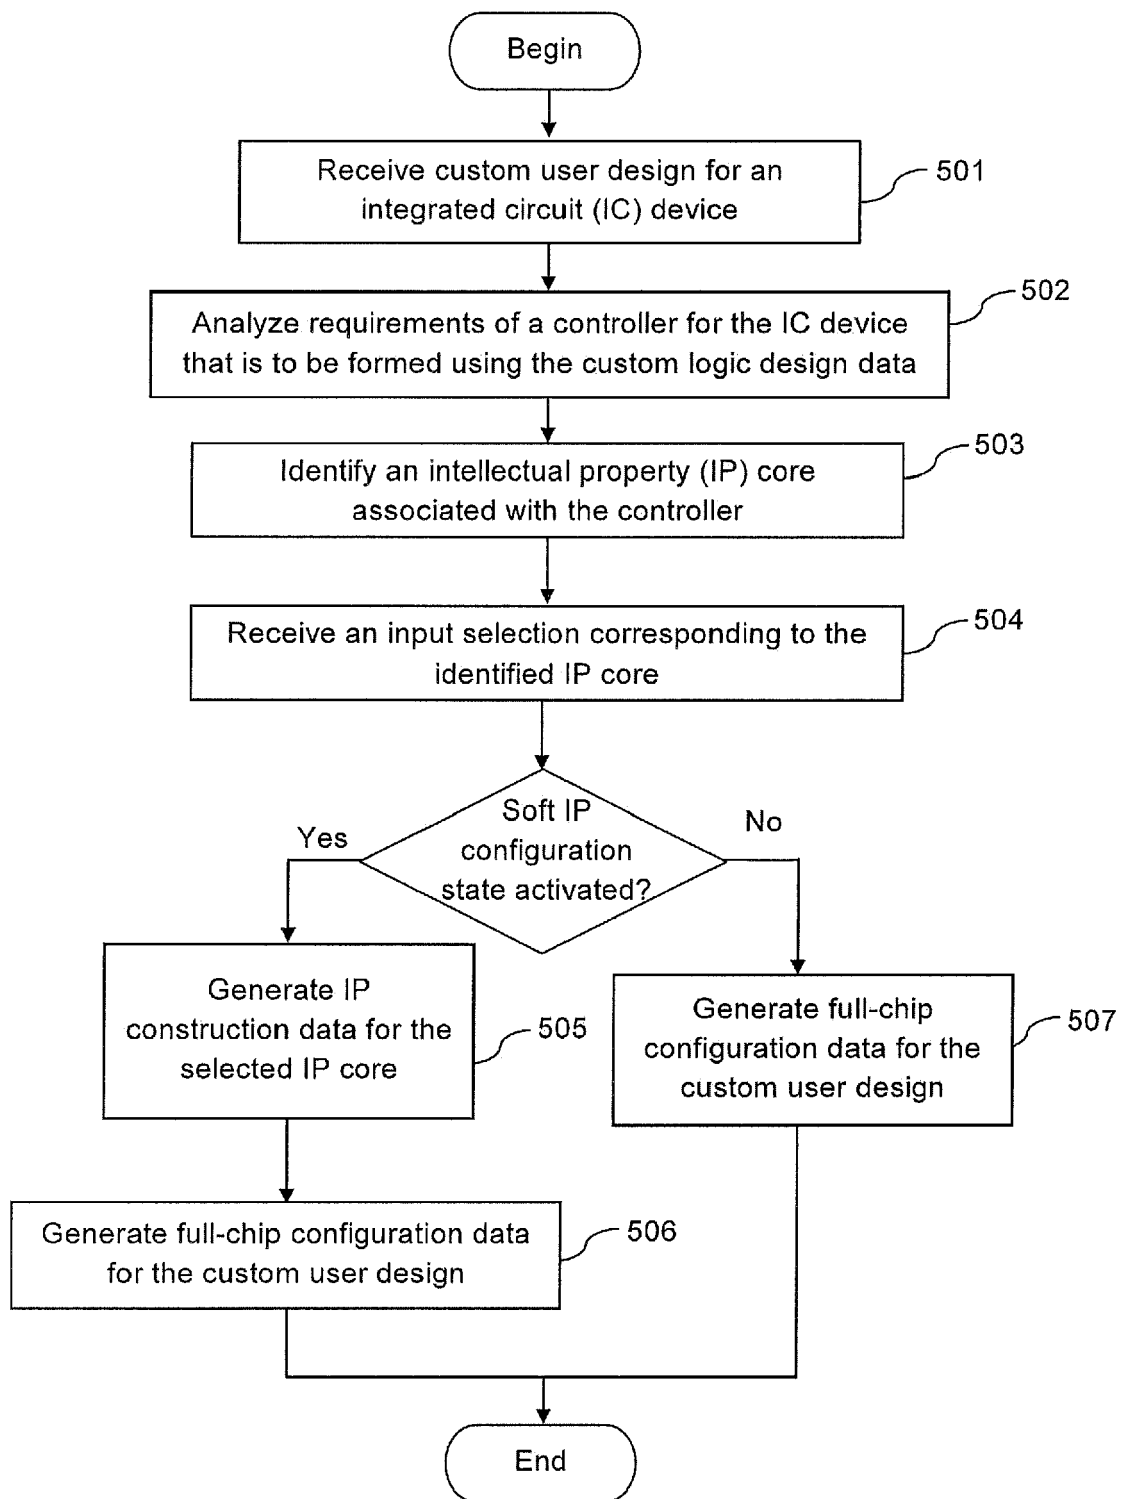 Begin
Receive custom user design for an
integrated circuit (IC) device
501
Analyze requirements of a controller for the IC device
that is to be formed using the custom logic design data
502
Identify an intellectual property (IP) core
associated with the controller
503
Receive an input selection corresponding to the
identified IP core
504
Soft IP
configuration
state activated?
Yes
No
Generate IP
construction data for the
selected IP core
505
Generate full-chip
configuration data for the
custom user design
507
Generate full-chip configuration data
for the custom user design
506
End